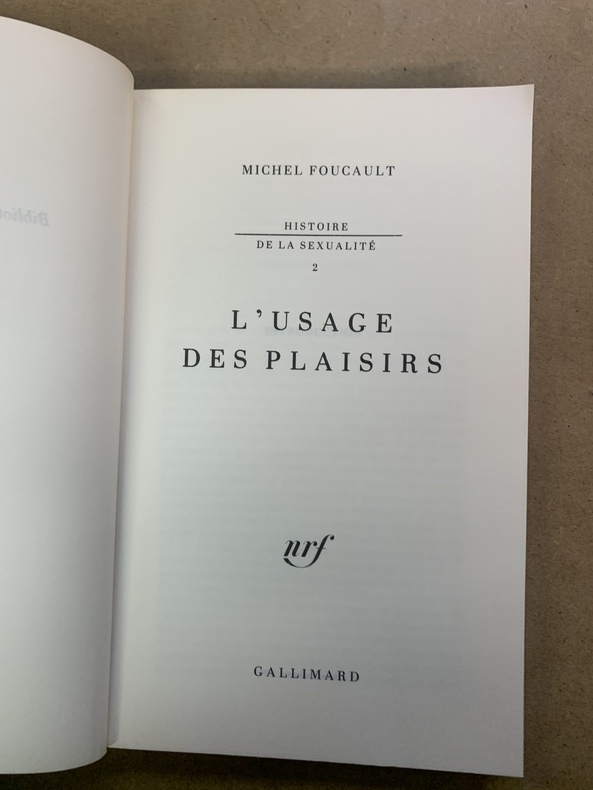 MICHEL FOUCAULT
HISTOIRE
DE LA SEXUALITÉ
2
L'USAGE
DES PLAISIRS
nrf
GALLIMARD